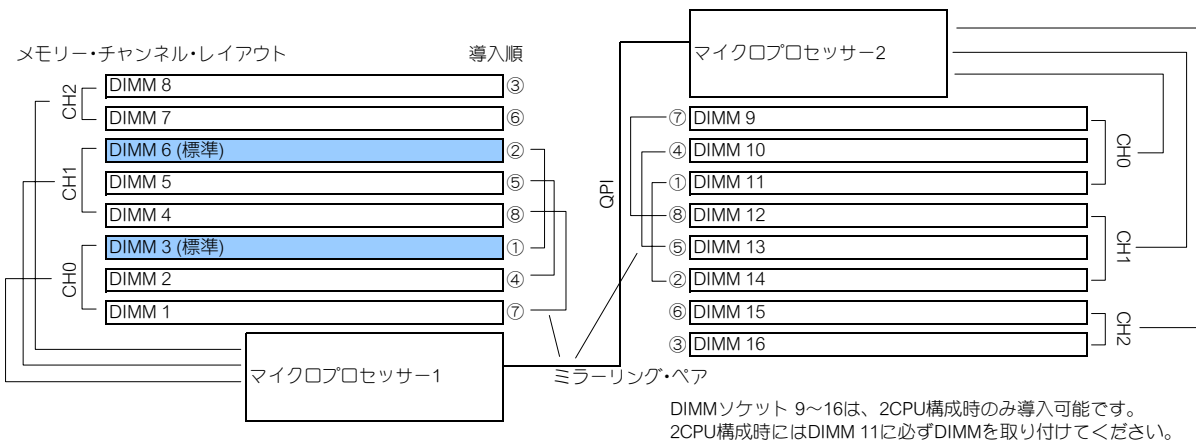 メモリー・チャンネル・レイアウト 導入順
CH2
DIMM 8 ③
DIMM 7 ⑥
CH1
DIMM 6 (標準) ②
DIMM 5 ⑤
DIMM 4 ⑧
CH0
DIMM 3 (標準) ①
DIMM 2 ④
DIMM 1 ⑦
マイクロプロセッサー1
QPI
ミラーリング・ペア
マイクロプロセッサー2
⑦ DIMM 9
④ DIMM 10
① DIMM 11
CH0
⑧ DIMM 12
⑤ DIMM 13
② DIMM 14
CH1
⑥ DIMM 15
③ DIMM 16
CH2
DIMMソケット 9～16は、2CPU構成時のみ導入可能です。
2CPU構成時にはDIMM 11に必ずDIMMを取り付けてください。